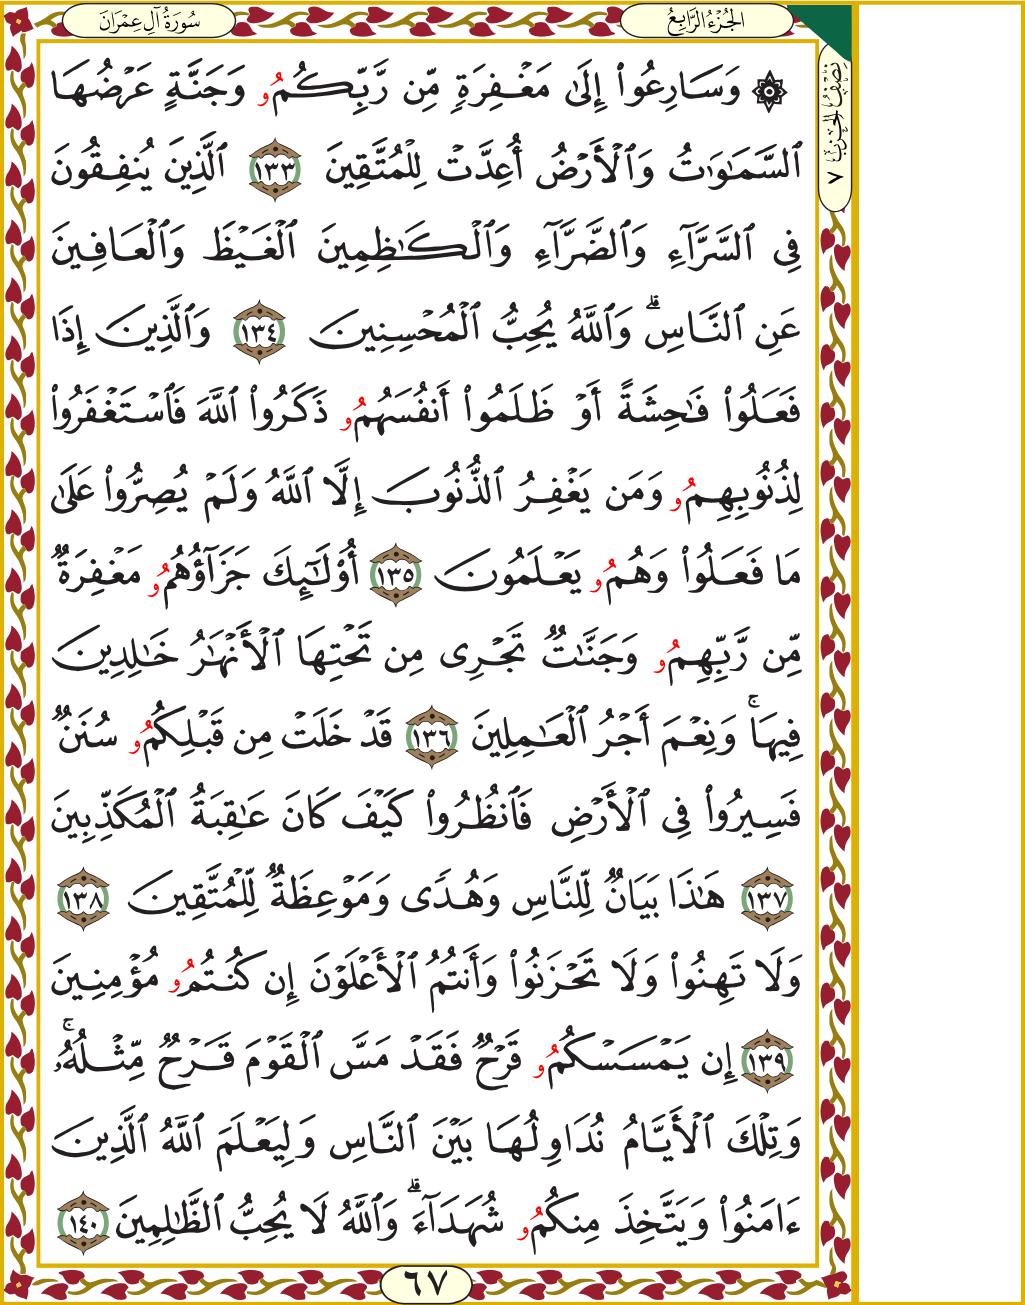 سُورَةُ آلِ عِمْرَانَ
الجُزْءُ الرَّابِعُ
نِصْفُ الحِزْبِ ٧
۞ وَسَارِعُوٓا۟ إِلَىٰ مَغْفِرَةٍۢ مِّن رَّبِّكُمُۥ وَجَنَّةٍ عَرْضُهَا
ٱلسَّمَـٰوَٰتُ وَٱلْأَرْضُ أُعِدَّتْ لِلْمُتَّقِينَ ١٣٣ ٱلَّذِينَ يُنفِقُونَ
فِى ٱلسَّرَّآءِ وَٱلضَّرَّآءِ وَٱلْكَـٰظِمِينَ ٱلْغَيْظَ وَٱلْعَافِينَ
عَنِ ٱلنَّاسِ ۗ وَٱللَّهُ يُحِبُّ ٱلْمُحْسِنِينَ ١٣٤ وَٱلَّذِينَ إِذَا
فَعَلُوا۟ فَـٰحِشَةً أَوْ ظَلَمُوٓا۟ أَنفُسَهُمُۥ ذَكَرُوا۟ ٱللَّهَ فَٱسْتَغْفَرُوا۟
لِذُنُوبِهِمُۥ وَمَن يَغْفِرُ ٱلذُّنُوبَ إِلَّا ٱللَّهُ وَلَمْ يُصِرُّوا۟ عَلَىٰ
مَا فَعَلُوا۟ وَهُمُۥ يَعْلَمُونَ ١٣٥ أُو۟لَـٰٓئِكَ جَزَآؤُهُمُۥ مَغْفِرَةٌۭ
مِّن رَّبِّهِمُۥ وَجَنَّـٰتٌۭ تَجْرِى مِن تَحْتِهَا ٱلْأَنْهَـٰرُ خَـٰلِدِينَ
فِيهَا ۚ وَنِعْمَ أَجْرُ ٱلْعَـٰمِلِينَ ١٣٦ قَدْ خَلَتْ مِن قَبْلِكُمُۥ سُنَنٌۭ
فَسِيرُوا۟ فِى ٱلْأَرْضِ فَٱنظُرُوا۟ كَيْفَ كَانَ عَـٰقِبَةُ ٱلْمُكَذِّبِينَ
١٣٧ هَـٰذَا بَيَانٌۭ لِّلنَّاسِ وَهُدًۭى وَمَوْعِظَةٌۭ لِّلْمُتَّقِينَ ١٣٨
وَلَا تَهِنُوا۟ وَلَا تَحْزَنُوا۟ وَأَنتُمُ ٱلْأَعْلَوْنَ إِن كُنتُمُۥ مُؤْمِنِينَ
١٣٩ إِن يَمْسَسْكُمُۥ قَرْحٌۭ فَقَدْ مَسَّ ٱلْقَوْمَ قَرْحٌۭ مِّثْلُهُۥ ۚ
وَتِلْكَ ٱلْأَيَّامُ نُدَاوِلُهَا بَيْنَ ٱلنَّاسِ وَلِيَعْلَمَ ٱللَّهُ ٱلَّذِينَ
ءَامَنُوا۟ وَيَتَّخِذَ مِنكُمُۥ شُهَدَآءَ ۗ وَٱللَّهُ لَا يُحِبُّ ٱلظَّـٰلِمِينَ ١٤٠
٦٧